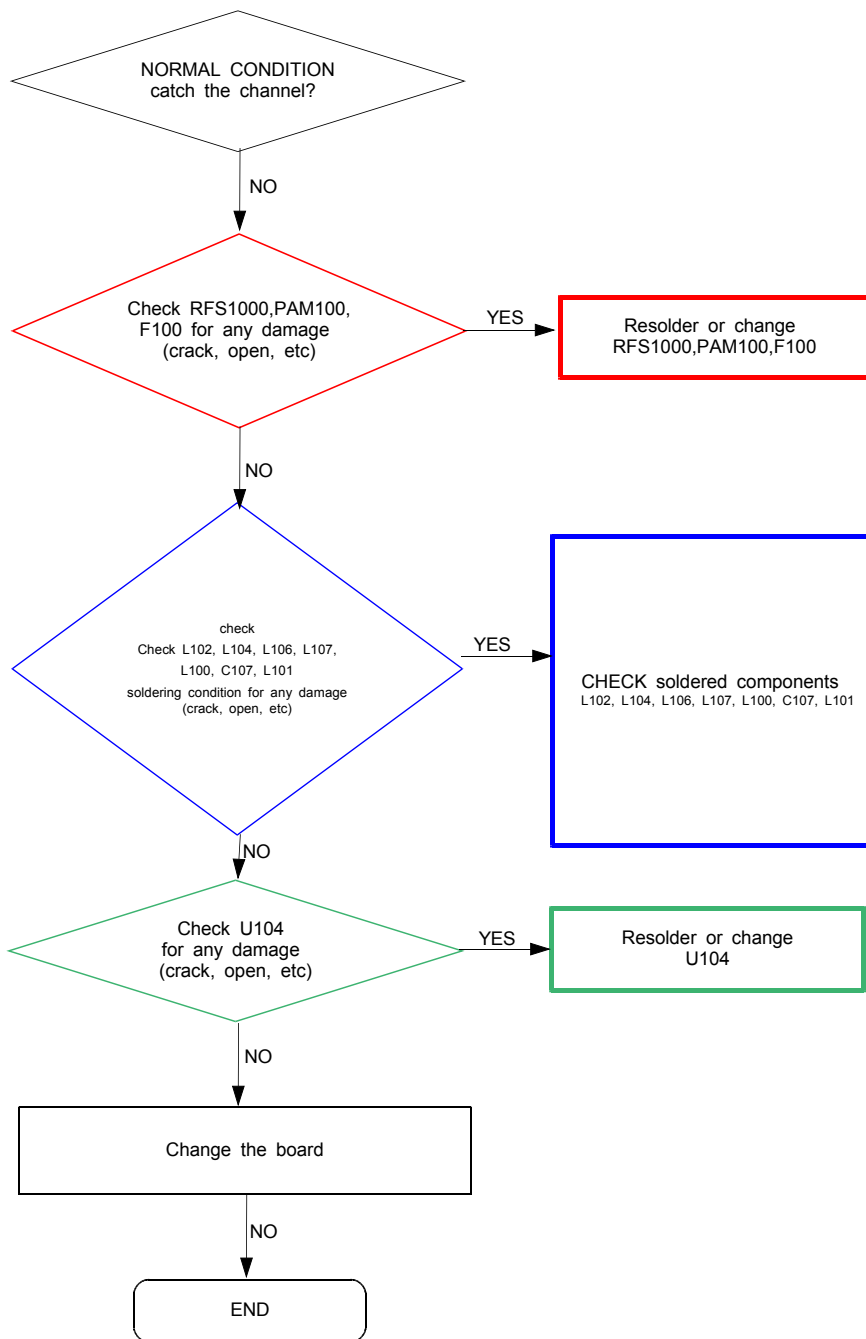 NORMAL CONDITION
catch the channel?
NO
Check RFS1000,PAM100,
F100 for any damage
(crack, open, etc)
YES
Resolder or change
RFS1000,PAM100,F100
NO
check
Check L102, L104, L106, L107,
L100, C107, L101
soldering condition for any damage
(crack, open, etc)
YES
CHECK soldered components
L102, L104, L106, L107, L100, C107, L101
NO
Check U104
for any damage
(crack, open, etc)
YES
Resolder or change
U104
NO
Change the board
NO
END